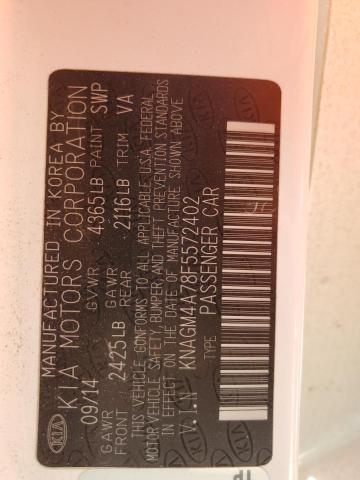 MANUFACTURED IN KOREA BY
KIA MOTORS CORPORATION
09/14 GVWR 4365LB PAINT SWP
GAWR FRONT 2425LB GAWR REAR 2116LB TRIM VA
THIS VEHICLE CONFORMS TO ALL APPLICABLE U.S.A. FEDERAL
MOTOR VEHICLE SAFETY, BUMPER, AND THEFT PREVENTION STANDARDS
IN EFFECT ON THE DATE OF MANUFACTURE SHOWN ABOVE
V.I.N KNAGM4A78F5572402
TYPE PASSENGER CAR
KIA